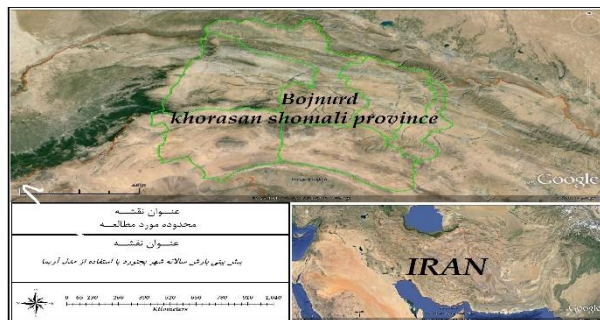 Bojnurd
khorasan shomali province
Google
عنوان نقشه
محدوده مورد مطالعه
عنوان نقشه
پیش بینی بارش سالانه شهر بجنورد با استفاده از مدل آریما
Kilometers
IRAN
Google